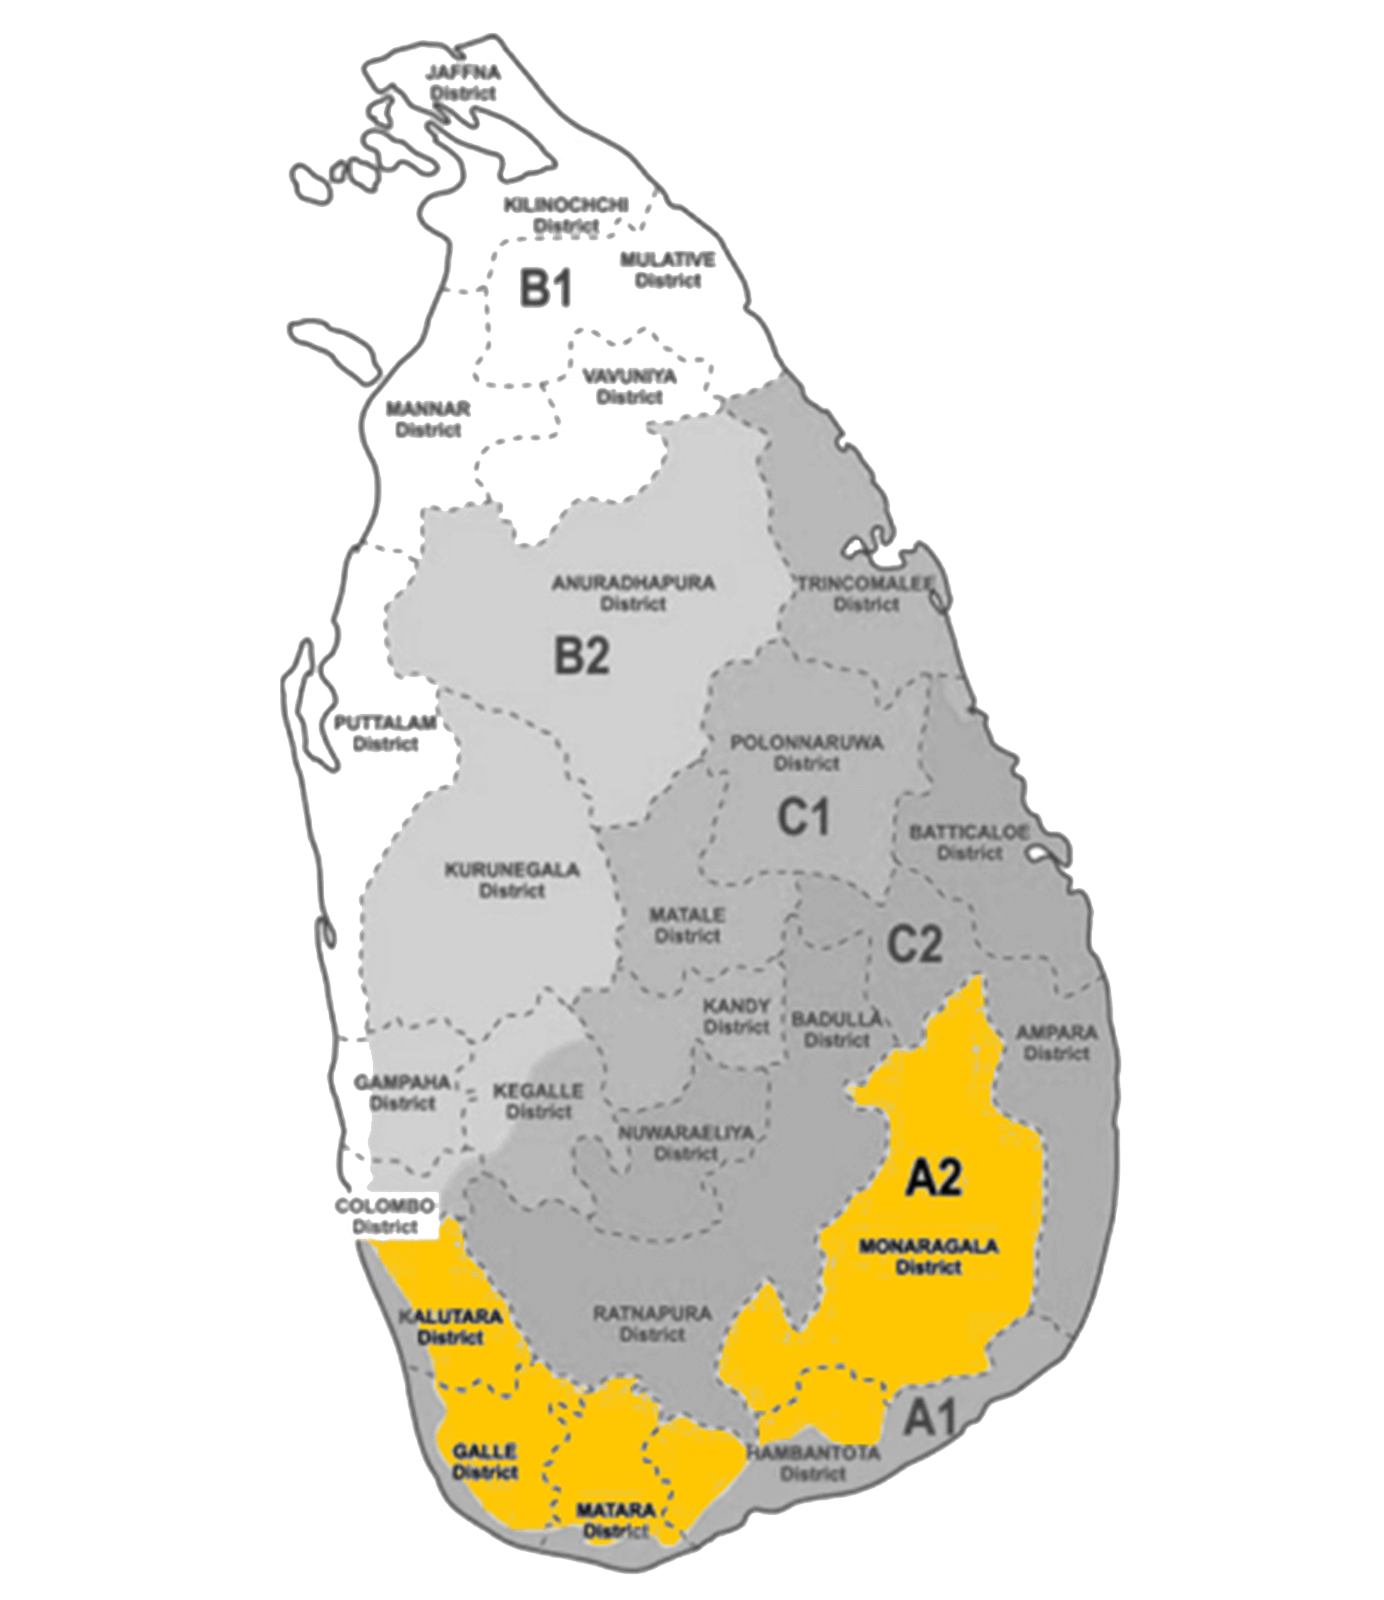 JAFFNA
District
KILINOCHCHI
District
MULATIVE
District
B1
VAVUNIYA
District
MANNAR
District
ANURADHAPURA
District
TRINCOMALEE
District
B2
PUTTALAM
District
POLONNARUWA
District
C1
BATTICALOE
District
KURUNEGALA
District
MATALE
District
C2
KANDY
District
BADULLA
District
AMPARA
District
GAMPAHA
District
KEGALLE
District
NUWARAELIYA
District
A2
COLOMBO
District
MONARAGALA
District
KALUTARA
District
RATNAPURA
District
A1
GALLE
District
HAMBANTOTA
District
MATARA
District